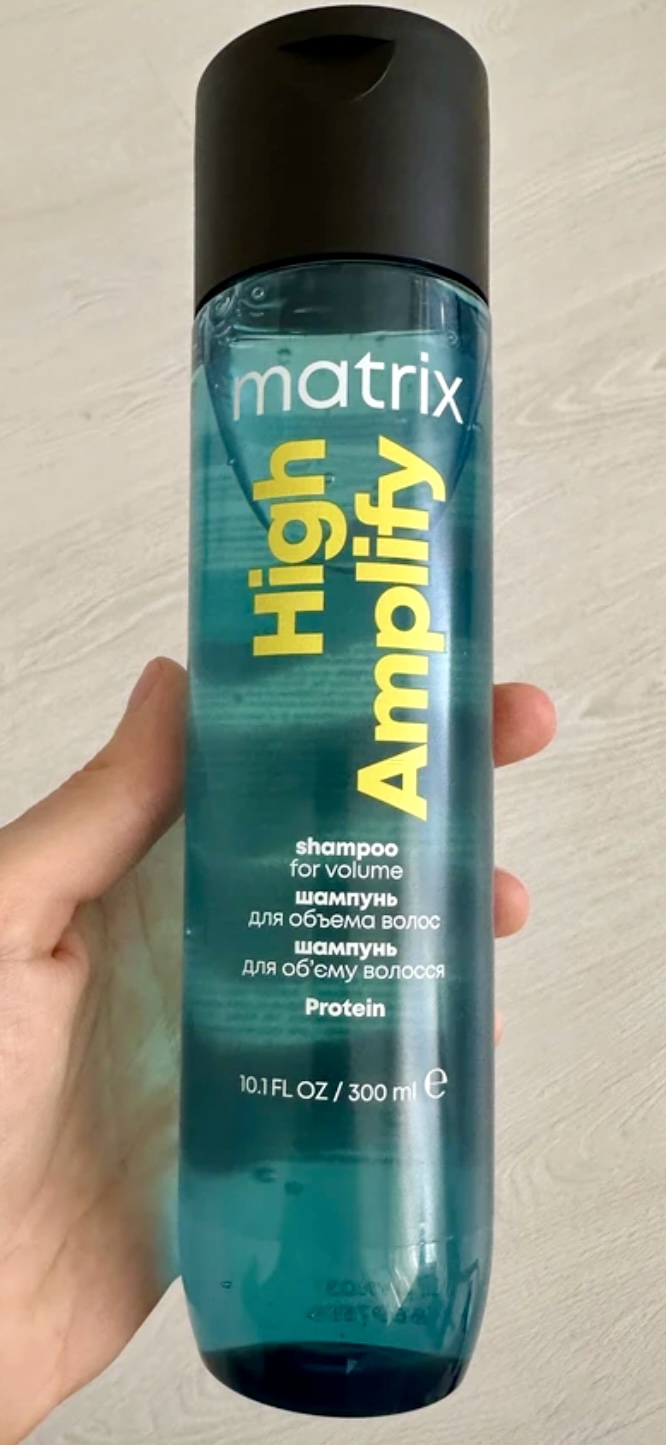 matrix
High
Amplify
shampoo
for volume
шампунь
для объема волос
шампунь
для об'єму волосся
Protein
10.1 FL OZ / 300 ml ℮